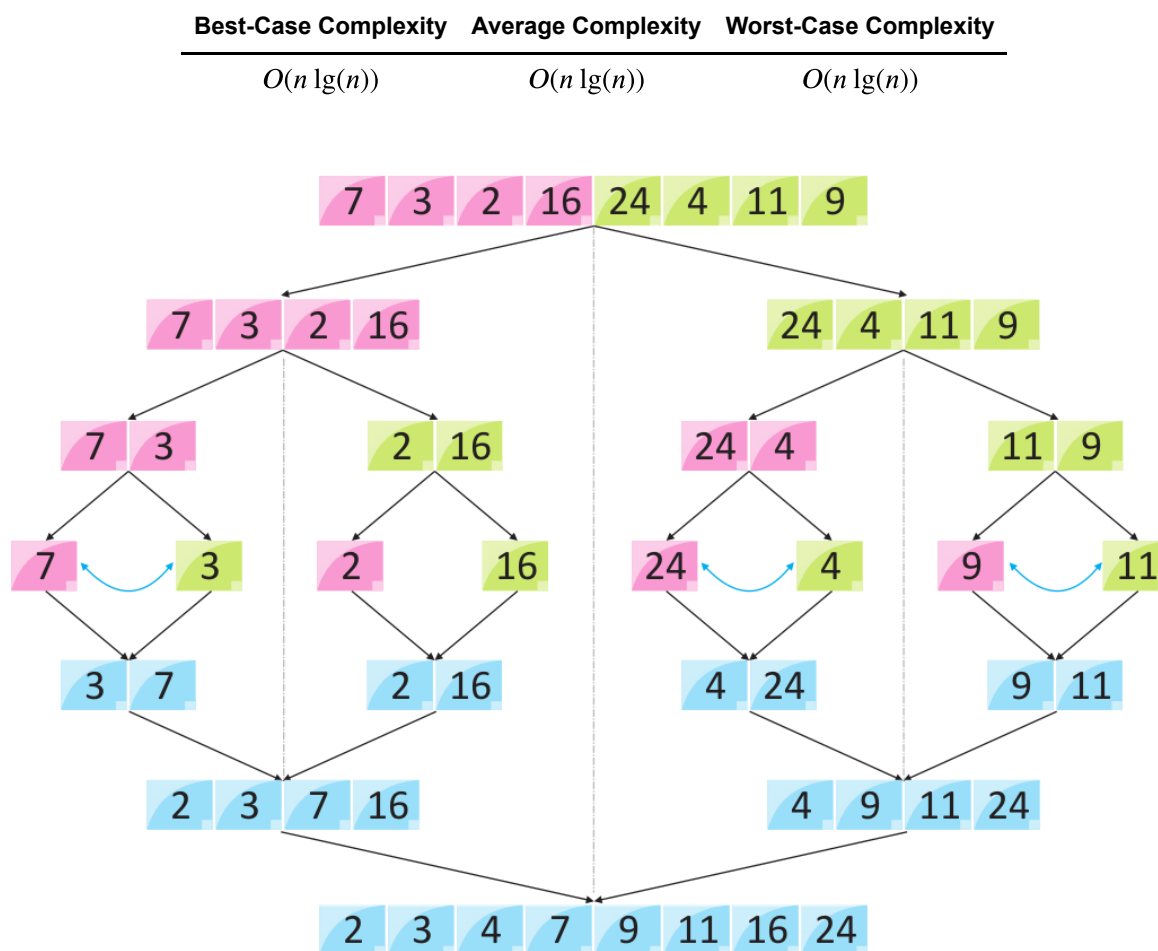 Best-Case Complexity Average Complexity Worst-Case Complexity
O(n lg(n)) O(n lg(n)) O(n lg(n))
7 3 2 16 24 4 11 9
7 3 2 16 24 4 11 9
7 3 2 16 24 4 11 9
7 3 2 16 24 4 9 11
3 7 2 16 4 24 9 11
2 3 7 16 4 9 11 24
2 3 4 7 9 11 16 24